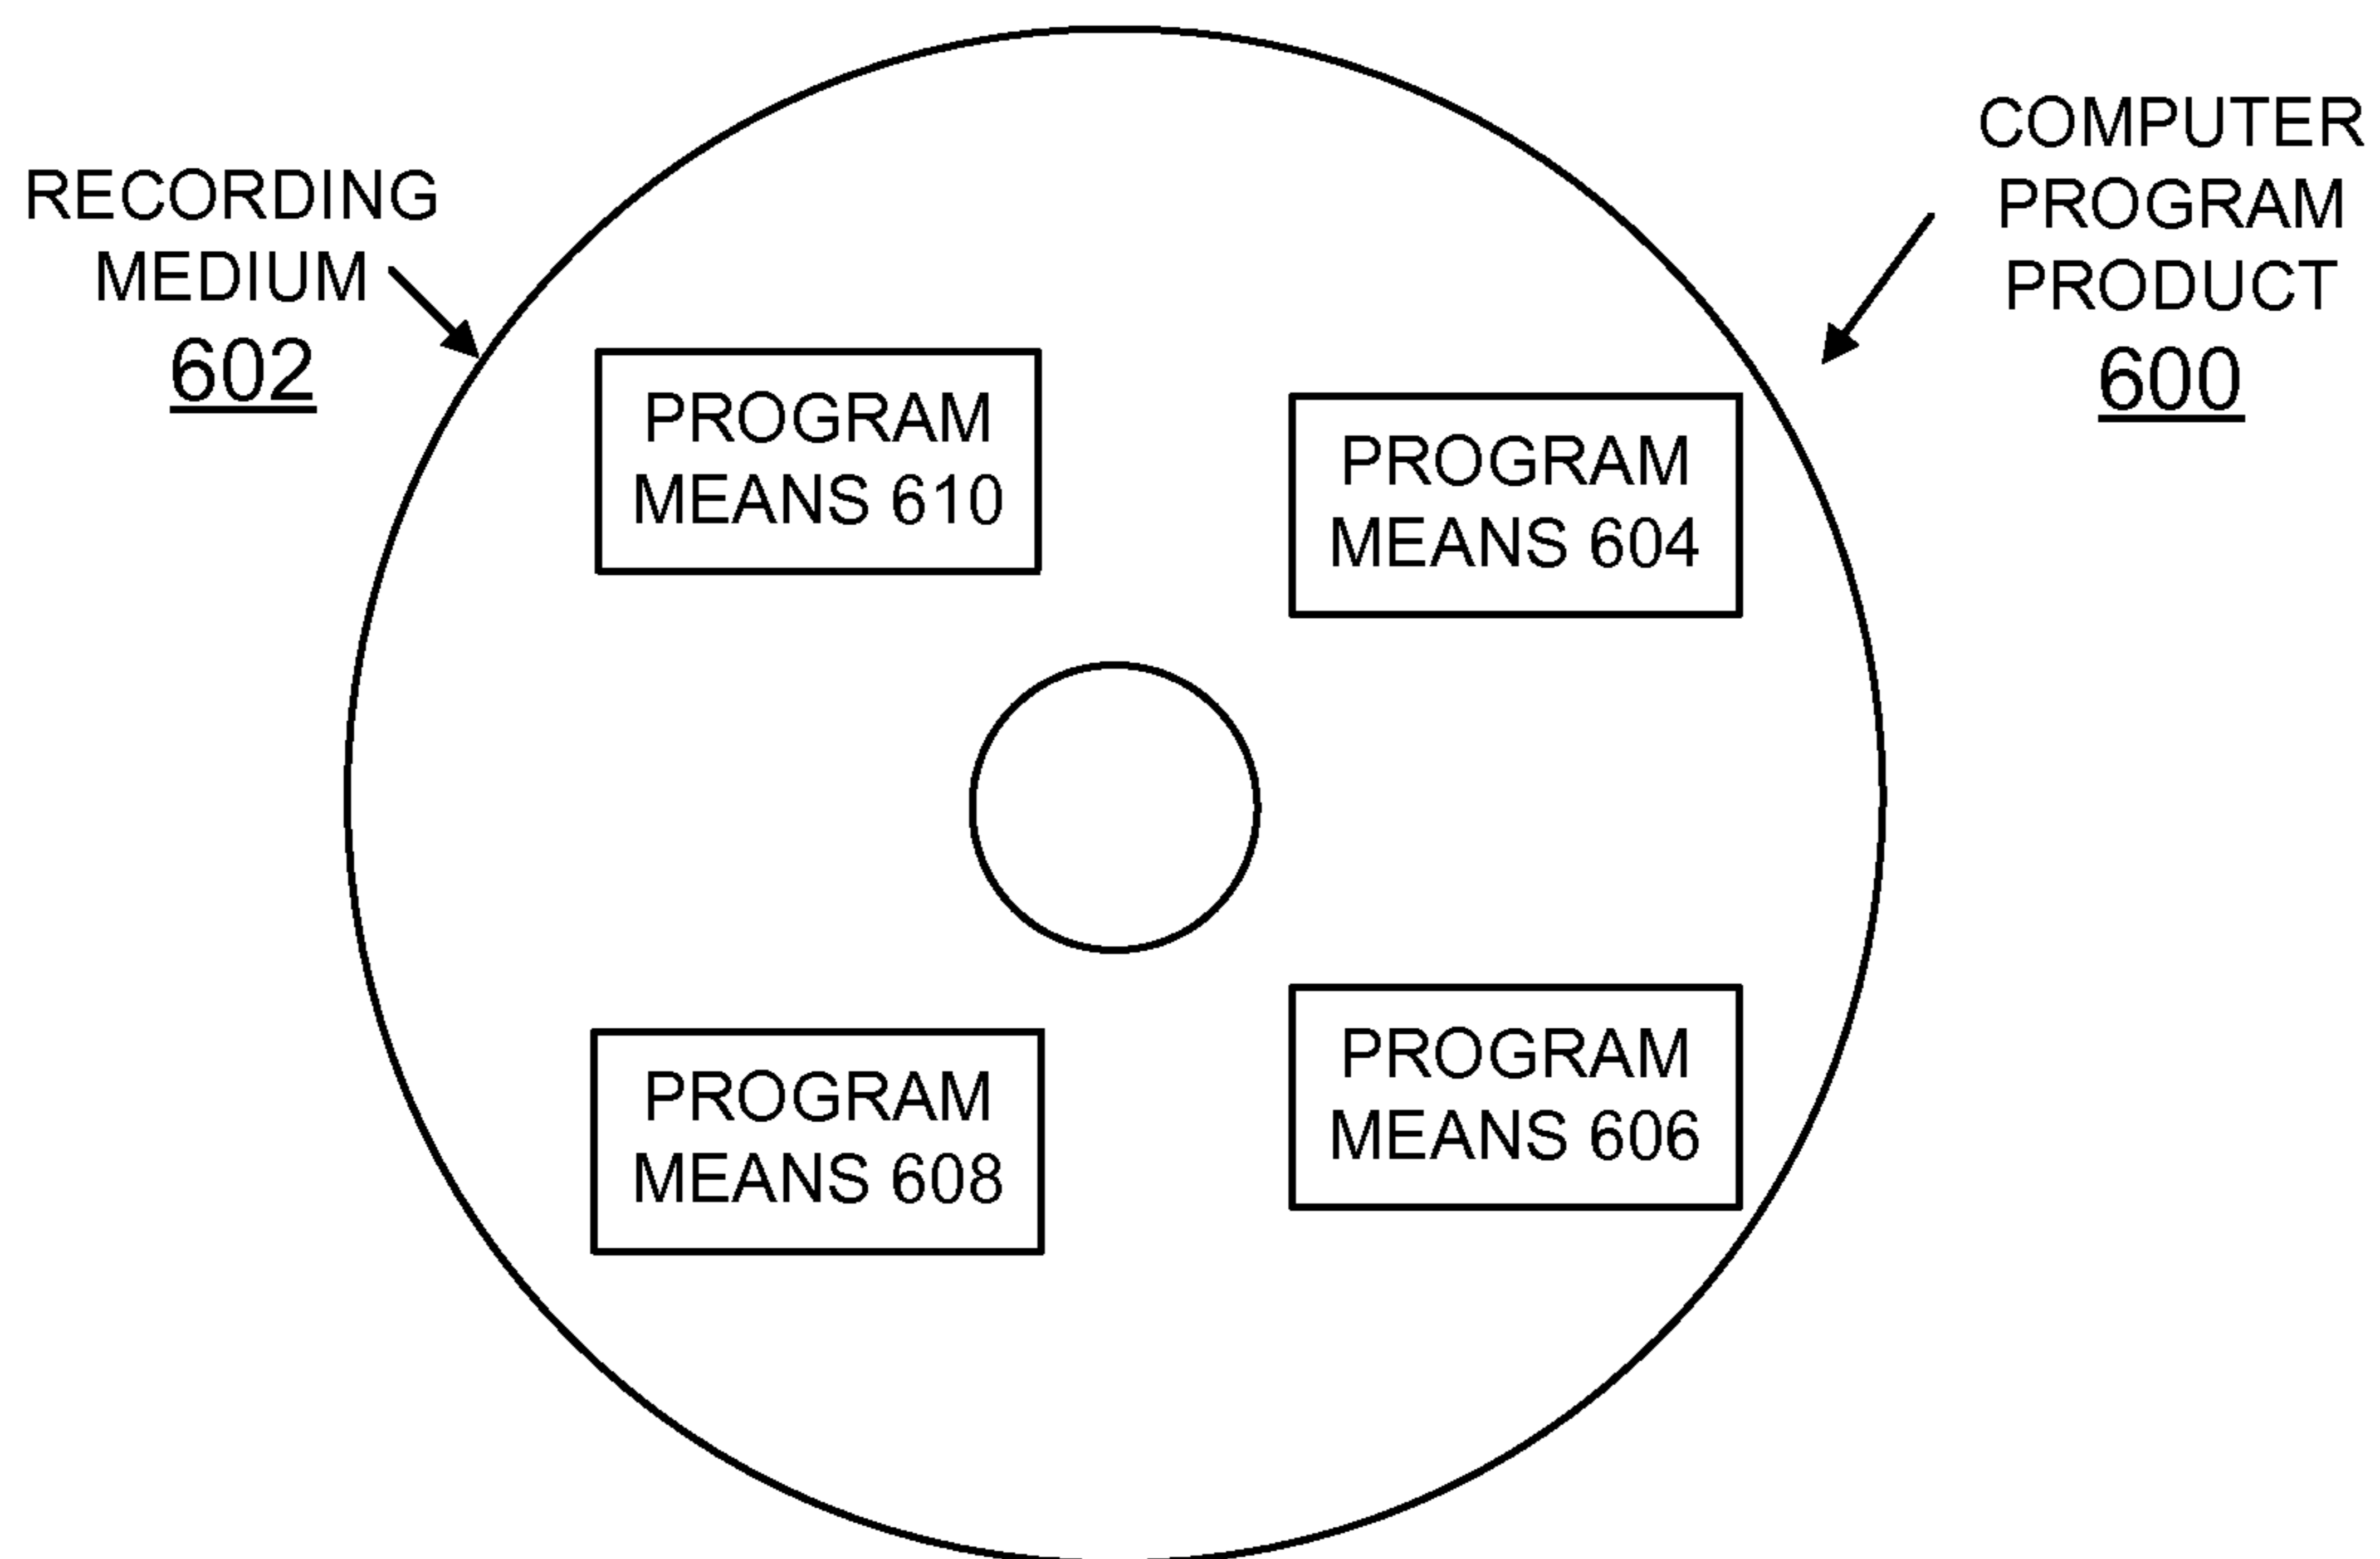 RECORDING
MEDIUM
602
COMPUTER
PROGRAM
PRODUCT
600
PROGRAM
MEANS 610
PROGRAM
MEANS 604
PROGRAM
MEANS 608
PROGRAM
MEANS 606